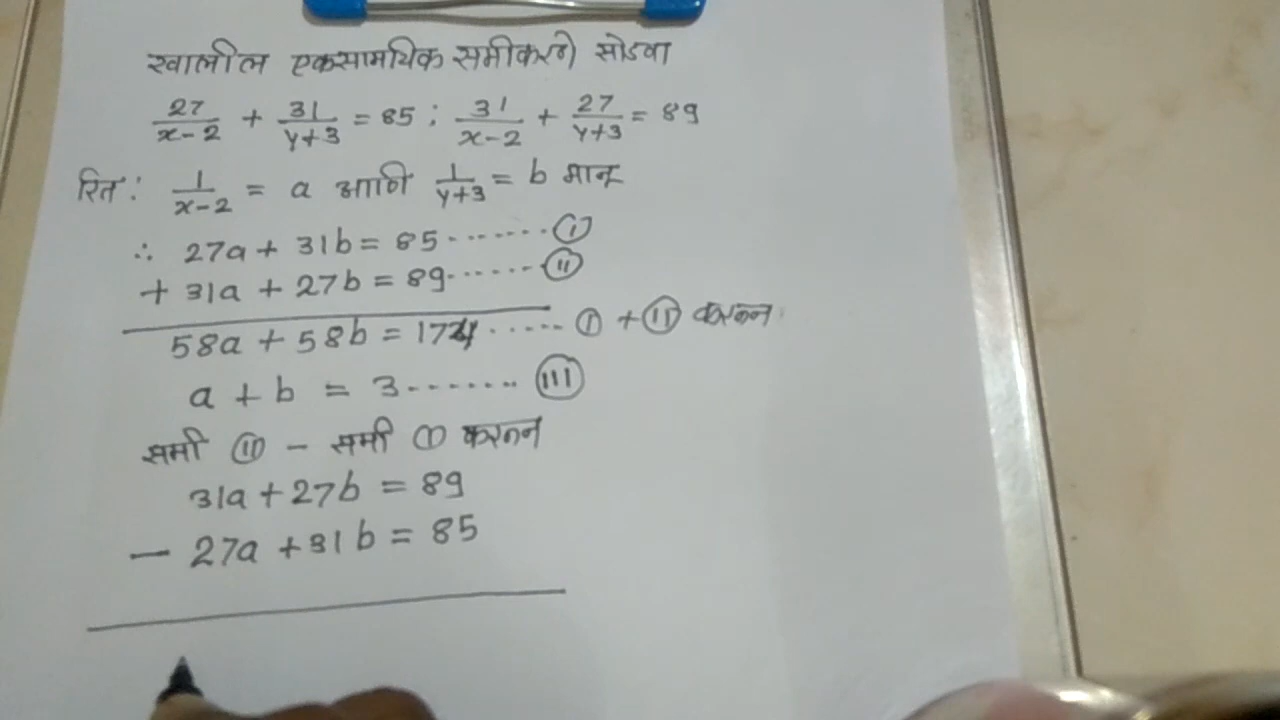 खालील एकसामयिक समीकरणे सोडवा
27/x-2 + 31/y+3 = 85 ; 31/x-2 + 27/y+3 = 89
रित : 1/x-2 = a आणि 1/y+3 = b मानू
∴ 27a + 31b = 85 ....... Ⓘ
+ 31a + 27b = 89 ...... ⒾⒾ
58a + 58b = 174 ..... Ⓘ + ⒾⒾ करून
a + b = 3 ....... ⒾⒾⒾ
समी ⒾⒾ - समी Ⓘ करून
31a + 27b = 89
- 27a + 31b = 85